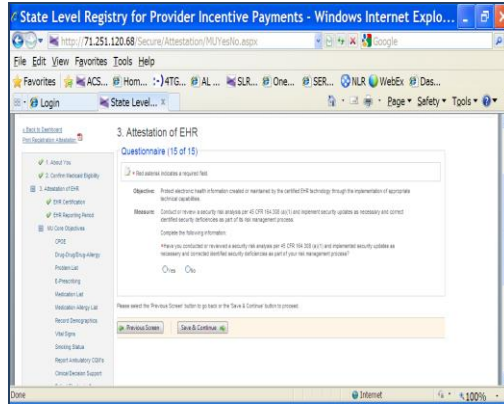 State Level Registry for Provider Incentive Payments - Windows Internet Explo...
http://71.251.120.68/Secure/Attestation/MUYesNo.aspx
Google
File Edit View Favorites Tools Help
Favorites ACS... Hom... :-)4TG... AL ... SLR... One... SER... NLR WebEx Das...
Login State Level... x Page Safety Tools
< Back to Dashboard
Print Registration Attestation
3. Attestation of EHR
Questionnaire (15 of 15)
1. About You
2. Confirm Medicaid Eligibility
3. Attestation of EHR
EHR Certification
EHR Reporting Period
MU Core Objectives
CPOE
Drug-Drug/Drug-Allergy
Problem List
E-Prescribing
Medication List
Medication Allergy List
Record Demographics
Vital Signs
Smoking Status
Report Ambulatory CQM's
Clinical Decision Support
Red asterisk indicates a required field.
Objective: Protect electronic health information created or maintained by the certified EHR technology through the implementation of appropriate
technical capabilities.
Measure: Conduct or review a security risk analysis per 45 CFR 164.308 (a)(1) and implement security updates as necessary and correct
identified security deficiencies as part of its risk management process.
Complete the following information:
*Have you conducted or reviewed a security risk analysis per 45 CFR 164.308 (a)(1) and implemented security updates as
necessary and corrected identified security deficiencies as part of your risk management process?
Yes No
Please select the 'Previous Screen' button to go back or the 'Save & Continue' button to proceed.
Previous Screen Save & Continue
Done Internet 100%